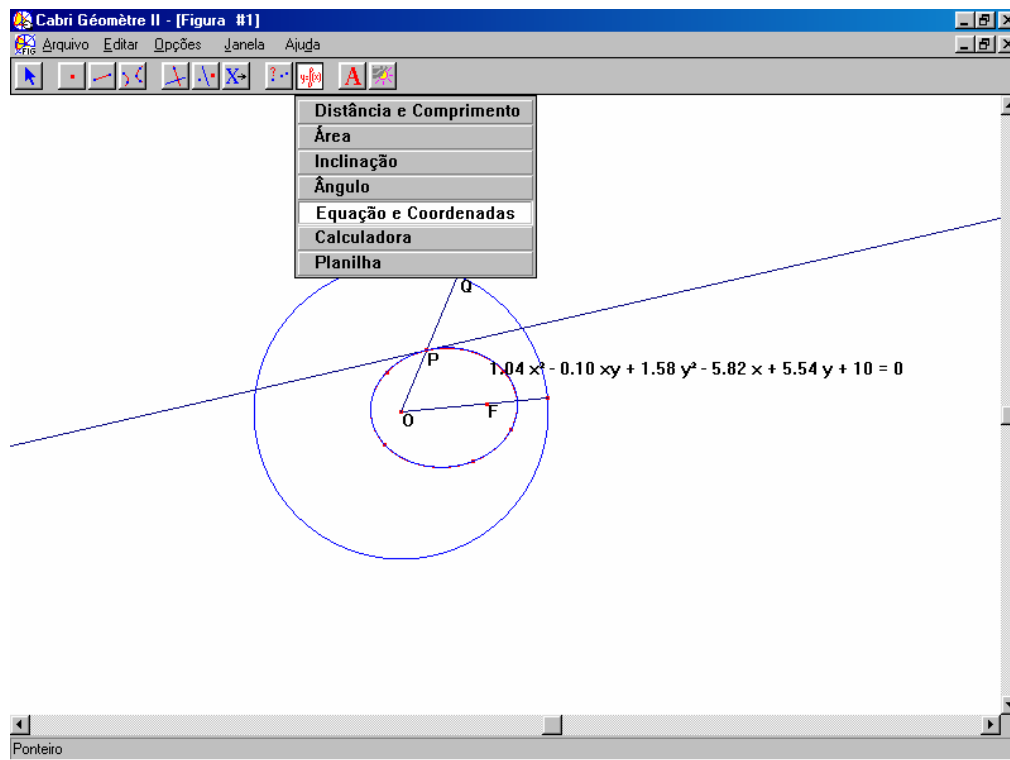 Cabri Géomètre II - [Figura #1]
Arquivo Editar Opções Janela Ajuda
Distância e Comprimento
Área
Inclinação
Ângulo
Equação e Coordenadas
Calculadora
Planilha
Q
P
1.04 x² - 0.10 xy + 1.58 y² - 5.82 x + 5.54 y + 10 = 0
O F
Ponteiro